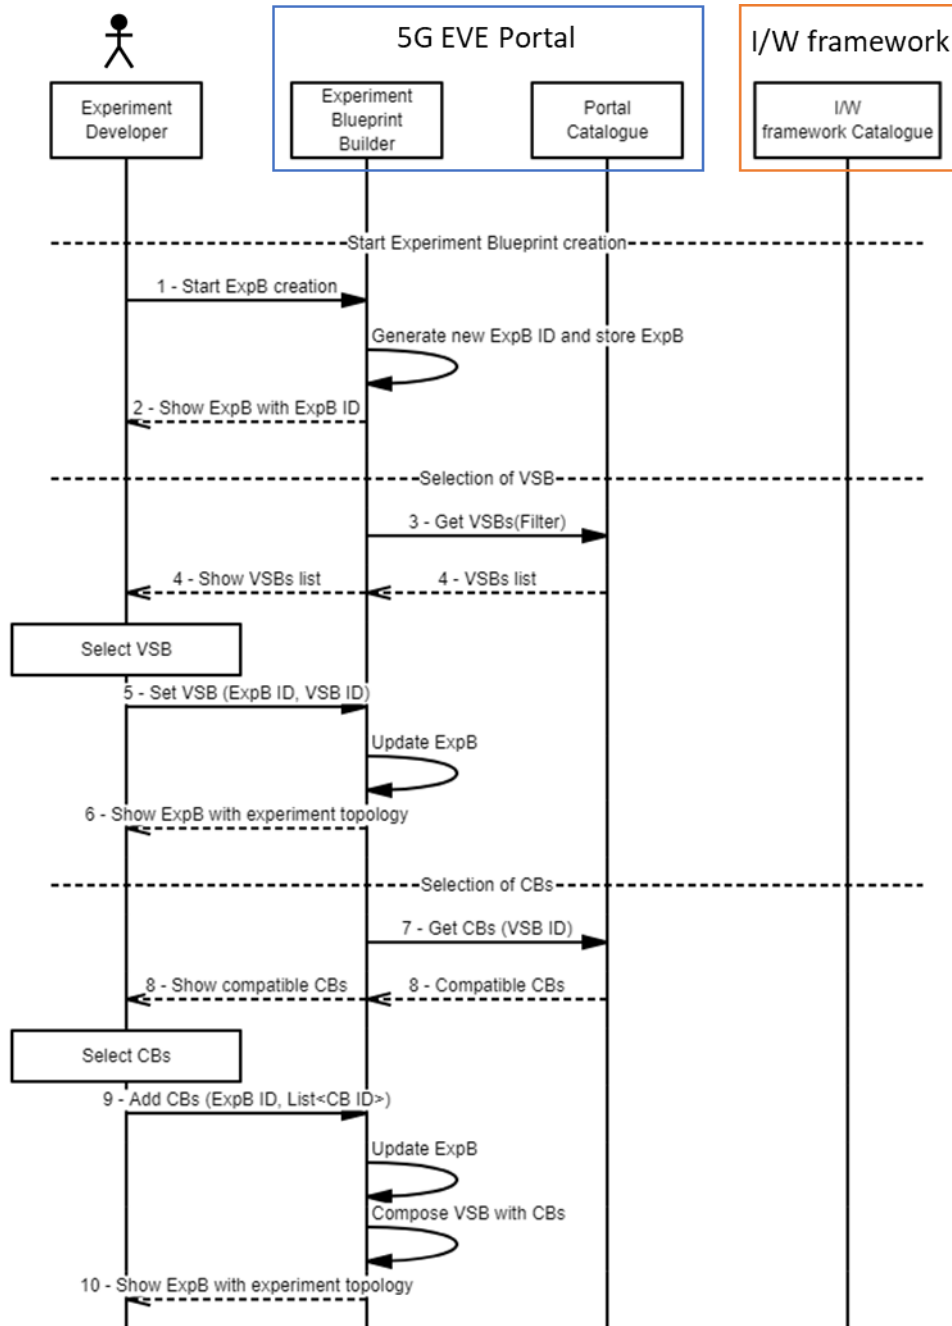 5G EVE Portal
I/W framework
Experiment
Developer
Experiment
Blueprint
Builder
Portal
Catalogue
I/W
framework Catalogue
Start Experiment Blueprint creation
1 - Start ExpB creation
Generate new ExpB ID and store ExpB
2 - Show ExpB with ExpB ID
Selection of VSB
3 - Get VSBs(Filter)
4 - Show VSBs list
4 - VSBs list
Select VSB
5 - Set VSB (ExpB ID, VSB ID)
Update ExpB
6 - Show ExpB with experiment topology
Selection of CBs
7 - Get CBs (VSB ID)
8 - Show compatible CBs
8 - Compatible CBs
Select CBs
9 - Add CBs (ExpB ID, List<CB ID>)
Update ExpB
Compose VSB with CBs
10 - Show ExpB with experiment topology